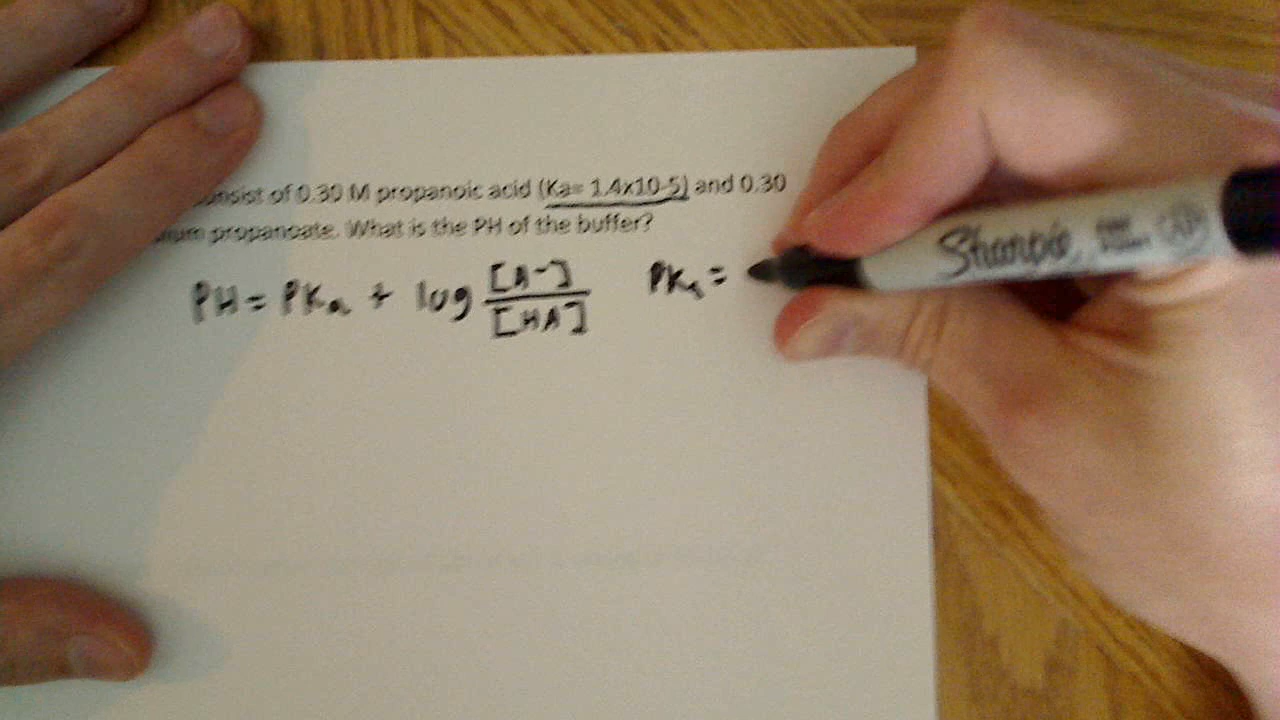 of 0.30 M propanoic acid (Ka= 1.4x10-5) and 0.30
propanoate. What is the PH of the buffer?
PH = PKa + log [A-]
[HA]
PKa =
Sharpie